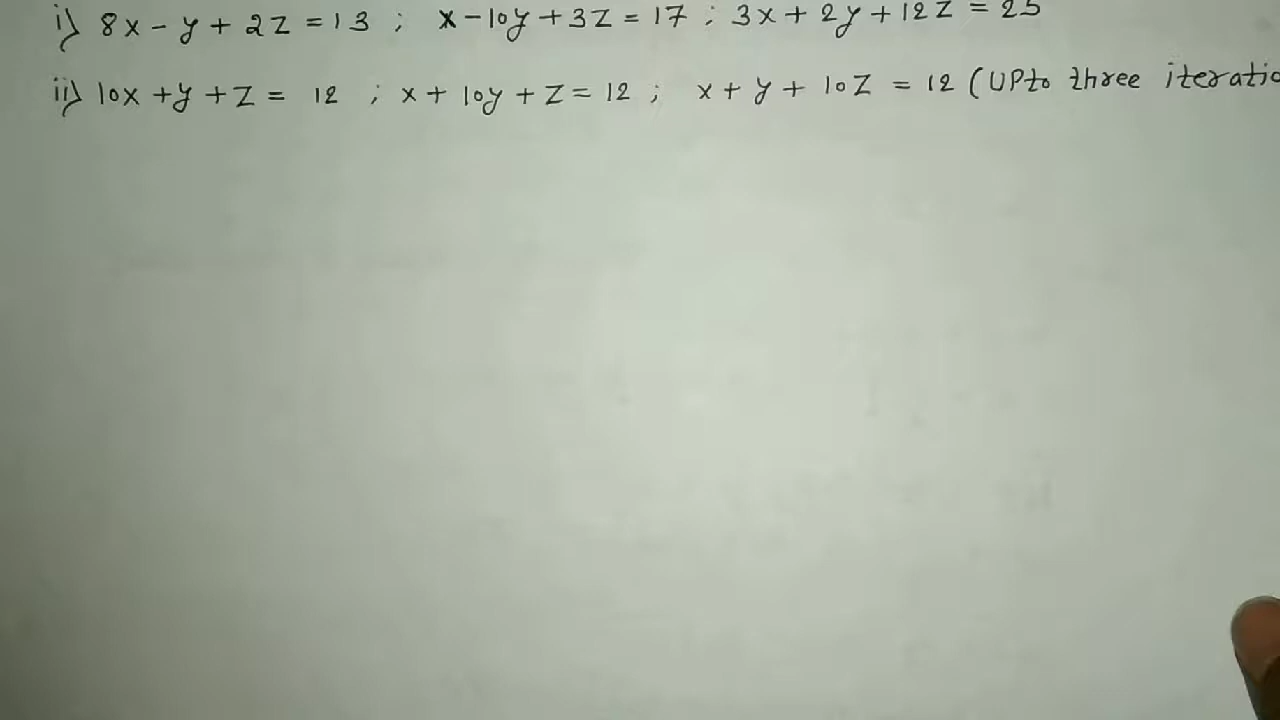 i) 8x - y + 2z = 13 ; x - 10y + 3z = 17 ; 3x + 2y + 12z = 25
ii) 10x + y + z = 12 ; x + 10y + z = 12 ; x + y + 10z = 12 (UPto three iteratio